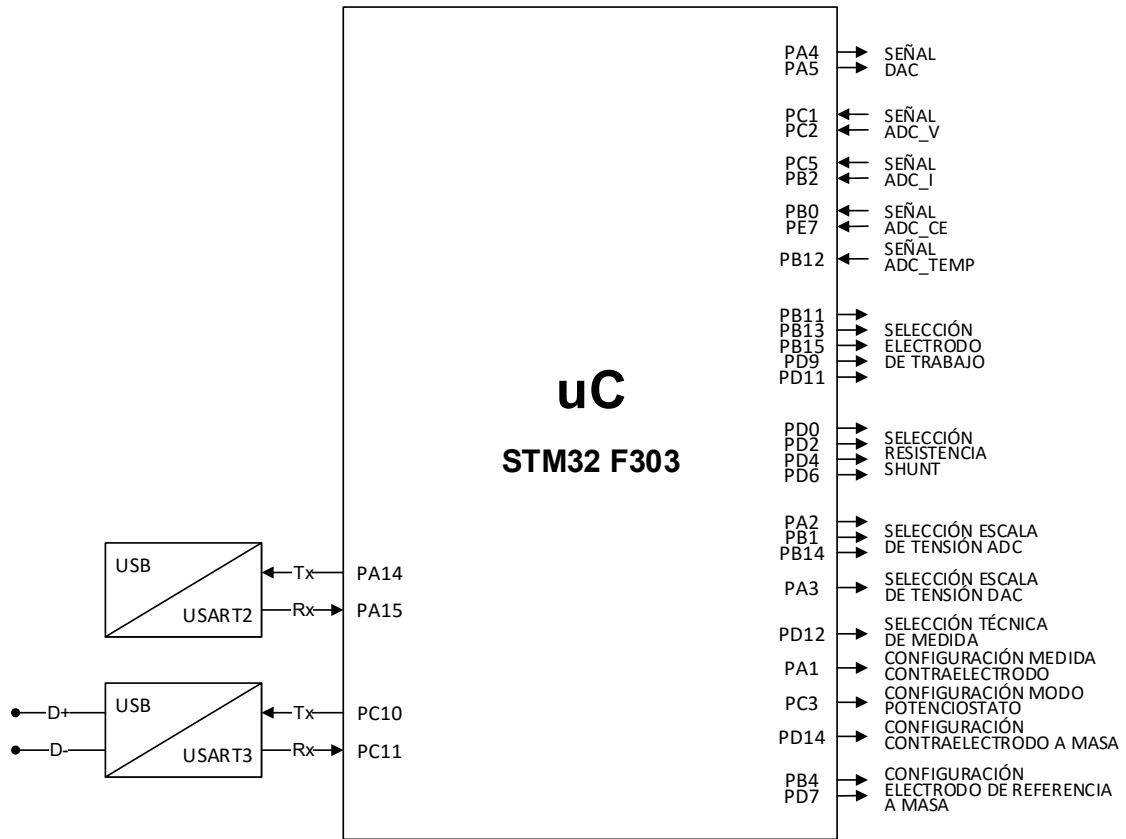 PA4
PA5
SEÑAL
DAC
PC1
PC2
SEÑAL
ADC_V
PC5
PB2
SEÑAL
ADC_I
PB0
PE7
SEÑAL
ADC_CE
PB12
SEÑAL
ADC_TEMP
PB11
PB13
PB15
PD9
PD11
SELECCIÓN
ELECTRODO
DE TRABAJO
uC
STM32 F303
PD0
PD2
PD4
PD6
SELECCIÓN
RESISTENCIA
SHUNT
PA2
PB1
PB14
SELECCIÓN ESCALA
DE TENSIÓN ADC
PA3
SELECCIÓN ESCALA
DE TENSIÓN DAC
PD12
SELECCIÓN TÉCNICA
DE MEDIDA
PA1
CONFIGURACIÓN MEDIDA
CONTRAELECTRODO
PC3
CONFIGURACIÓN MODO
POTENCIOSTATO
PD14
CONFIGURACIÓN
CONTRAELECTRODO A MASA
PB4
PD7
CONFIGURACIÓN
ELECTRODO DE REFERENCIA
A MASA
USB
USART2
Tx
PA14
Rx
PA15
D+
D-
USB
USART3
Tx
PC10
Rx
PC11